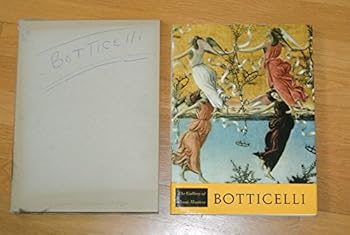 BOTTICELLI
The Gallery of
Great Masters
BOTTICELLI